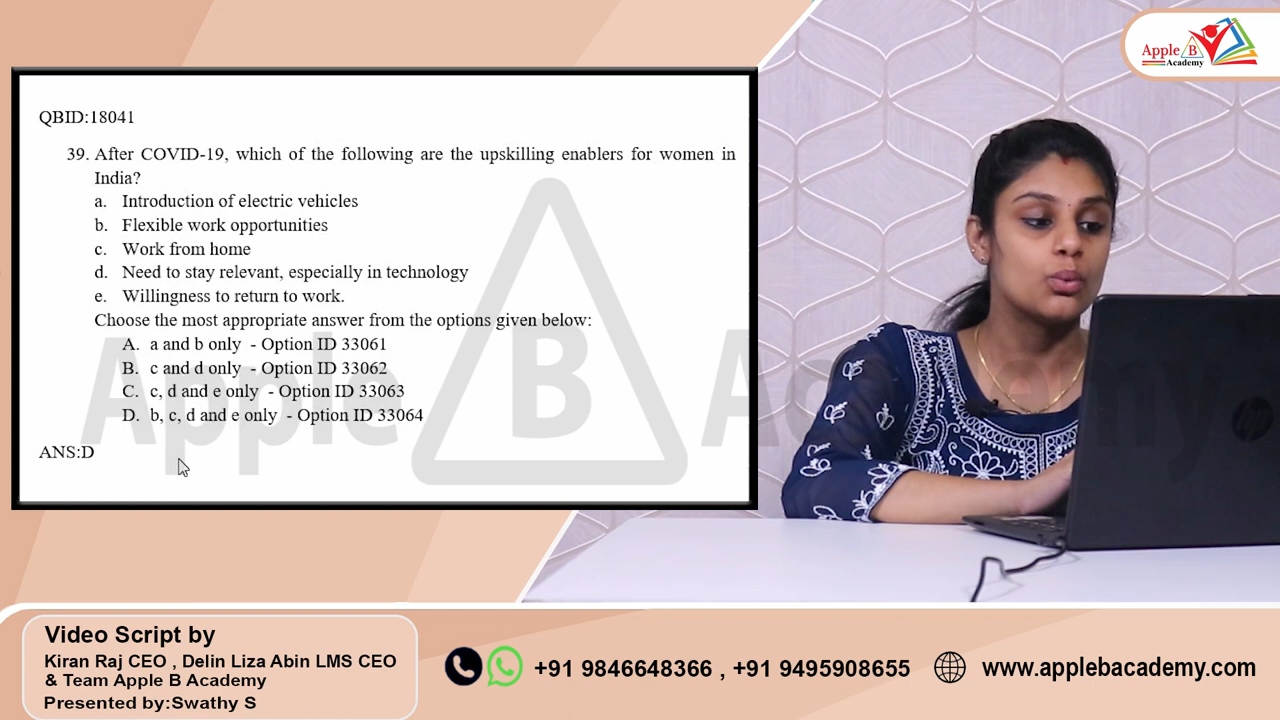 Apple B
Academy
QBID:18041
39. After COVID-19, which of the following are the upskilling enablers for women in
India?
a. Introduction of electric vehicles
b. Flexible work opportunities
c. Work from home
d. Need to stay relevant, especially in technology
e. Willingness to return to work.
Choose the most appropriate answer from the options given below:
A. a and b only - Option ID 33061
B. c and d only - Option ID 33062
C. c, d and e only - Option ID 33063
D. b, c, d and e only - Option ID 33064
ANS:D
Apple B Academy
hp
Video Script by
Kiran Raj CEO , Delin Liza Abin LMS CEO
& Team Apple B Academy
Presented by:Swathy S
+91 9846648366 , +91 9495908655
www.applebacademy.com